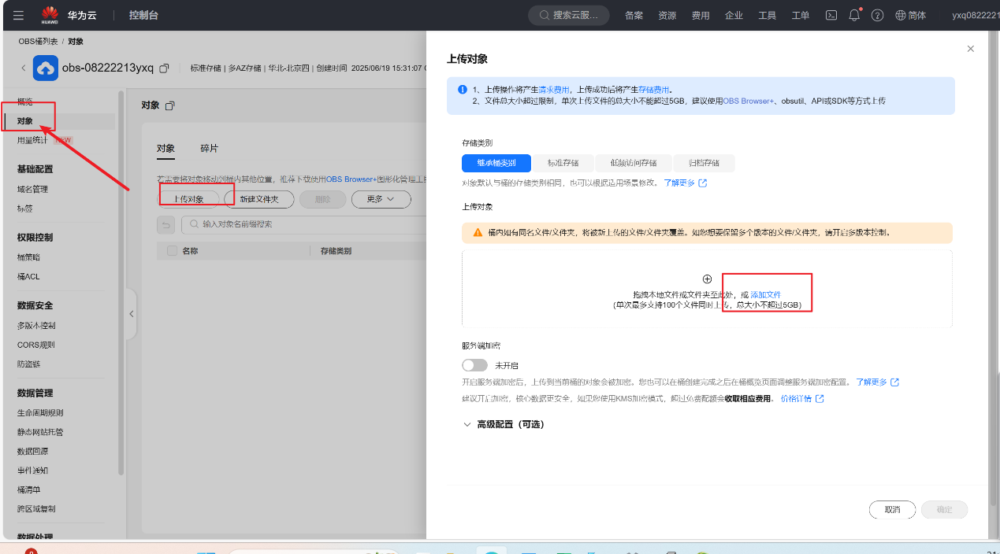 华为云
控制台
搜索云服...
备案
资源
费用
企业
工具
工单
简体
yxq0822221
HUAWEI
OBS桶列表 / 对象
obs-08222213yxq
标准存储 | 多AZ存储 | 华北-北京四 | 创建时间 2025/06/19 15:31:07
概览
对象
用量统计 NEW
基础配置
域名管理
标签
权限控制
桶策略
桶ACL
数据安全
多版本控制
CORS规则
防盗链
数据管理
生命周期规则
静态网站托管
数据回源
事件通知
桶清单
跨区域复制
数据处理
对象
对象
碎片
若需要将对象移动到桶内其他位置，推荐下载使用OBS Browser+图形化管理工
上传对象
新建文件夹
删除
更多
输入对象名前缀搜索
名称
存储类别
上传对象
1、上传操作将产生请求费用，上传成功后将产生存储费用。
2、文件总大小超过限制，单次上传文件的总大小不能超过5GB，建议使用OBS Browser+、obsutil、API或SDK等方式上传
存储类别
继承桶类别
标准存储
低频访问存储
归档存储
对象默认与桶的存储类别相同，也可以根据适用场景修改。 了解更多
上传对象
桶内如有同名文件/文件夹，将被新上传的文件/文件夹覆盖。如您想要保留多个版本的文件/文件夹，请开启多版本控制。
拖拽本地文件或文件夹至此处，或 添加文件
(单次最多支持100个文件同时上传，总大小不超过5GB)
服务端加密
未开启
开启服务端加密后，上传到当前桶的对象会被加密。您也可以在桶创建完成之后在桶概览页面调整服务端加密配置。 了解更多
建议开启加密，核心数据更安全，如果您使用KMS加密模式，超过免费配额会收取相应费用。 价格详情
高级配置（可选）
取消
确定